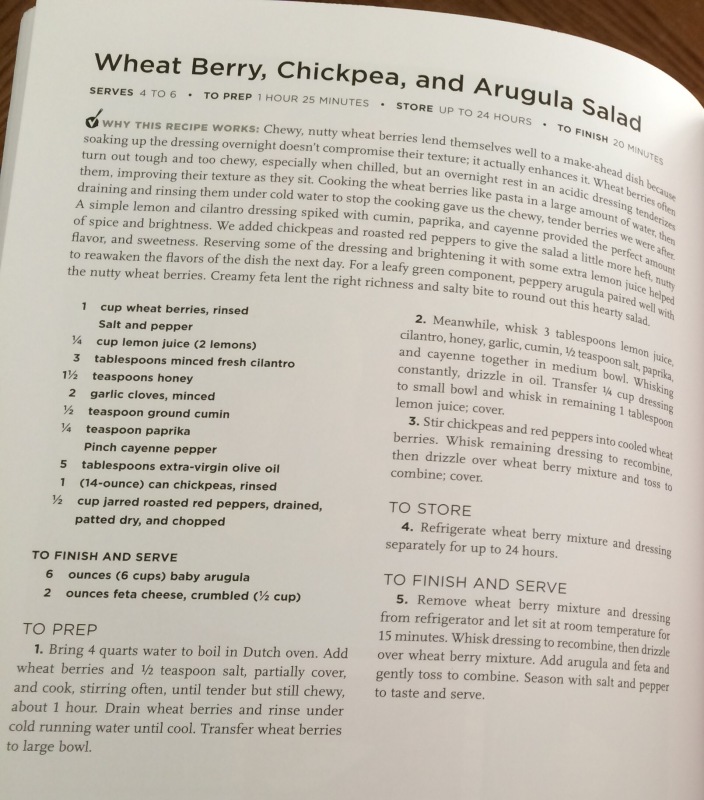 Wheat Berry, Chickpea, and Arugula Salad
SERVES 4 TO 6 • TO PREP 1 HOUR 25 MINUTES • STORE UP TO 24 HOURS • TO FINISH 20 MINUTES
WHY THIS RECIPE WORKS: Chewy, nutty wheat berries lend themselves well to a make-ahead dish because
soaking up the dressing overnight doesn't compromise their texture; it actually enhances it. Wheat berries often
turn out tough and too chewy, especially when chilled, but an overnight rest in an acidic dressing tenderizes
them, improving their texture as they sit. Cooking the wheat berries like pasta in a large amount of water, then
draining and rinsing them under cold water to stop the cooking gave us the chewy, tender berries we were after.
A simple lemon and cilantro dressing spiked with cumin, paprika, and cayenne provided the perfect amount
of spice and brightness. We added chickpeas and roasted red peppers to give the salad a little more heft, nutty
flavor, and sweetness. Reserving some of the dressing and brightening it with some extra lemon juice helped
to reawaken the flavors of the dish the next day. For a leafy green component, peppery arugula paired well with
the nutty wheat berries. Creamy feta lent the right richness and salty bite to round out this hearty salad.
1 cup wheat berries, rinsed
Salt and pepper
¼ cup lemon juice (2 lemons)
3 tablespoons minced fresh cilantro
1½ teaspoons honey
2 garlic cloves, minced
½ teaspoon ground cumin
¼ teaspoon paprika
Pinch cayenne pepper
5 tablespoons extra-virgin olive oil
1 (14-ounce) can chickpeas, rinsed
½ cup jarred roasted red peppers, drained,
patted dry, and chopped
TO FINISH AND SERVE
6 ounces (6 cups) baby arugula
2 ounces feta cheese, crumbled (½ cup)
TO PREP
1. Bring 4 quarts water to boil in Dutch oven. Add
wheat berries and ½ teaspoon salt, partially cover,
and cook, stirring often, until tender but still chewy,
about 1 hour. Drain wheat berries and rinse under
cold running water until cool. Transfer wheat berries
to large bowl.
2. Meanwhile, whisk 3 tablespoons lemon juice,
cilantro, honey, garlic, cumin, ½ teaspoon salt, paprika,
and cayenne together in medium bowl. Whisking
constantly, drizzle in oil. Transfer ¼ cup dressing
to small bowl and whisk in remaining 1 tablespoon
lemon juice; cover.
3. Stir chickpeas and red peppers into cooled wheat
berries. Whisk remaining dressing to recombine,
then drizzle over wheat berry mixture and toss to
combine; cover.
TO STORE
4. Refrigerate wheat berry mixture and dressing
separately for up to 24 hours.
TO FINISH AND SERVE
5. Remove wheat berry mixture and dressing
from refrigerator and let sit at room temperature for
15 minutes. Whisk dressing to recombine, then drizzle
over wheat berry mixture. Add arugula and feta and
gently toss to combine. Season with salt and pepper
to taste and serve.